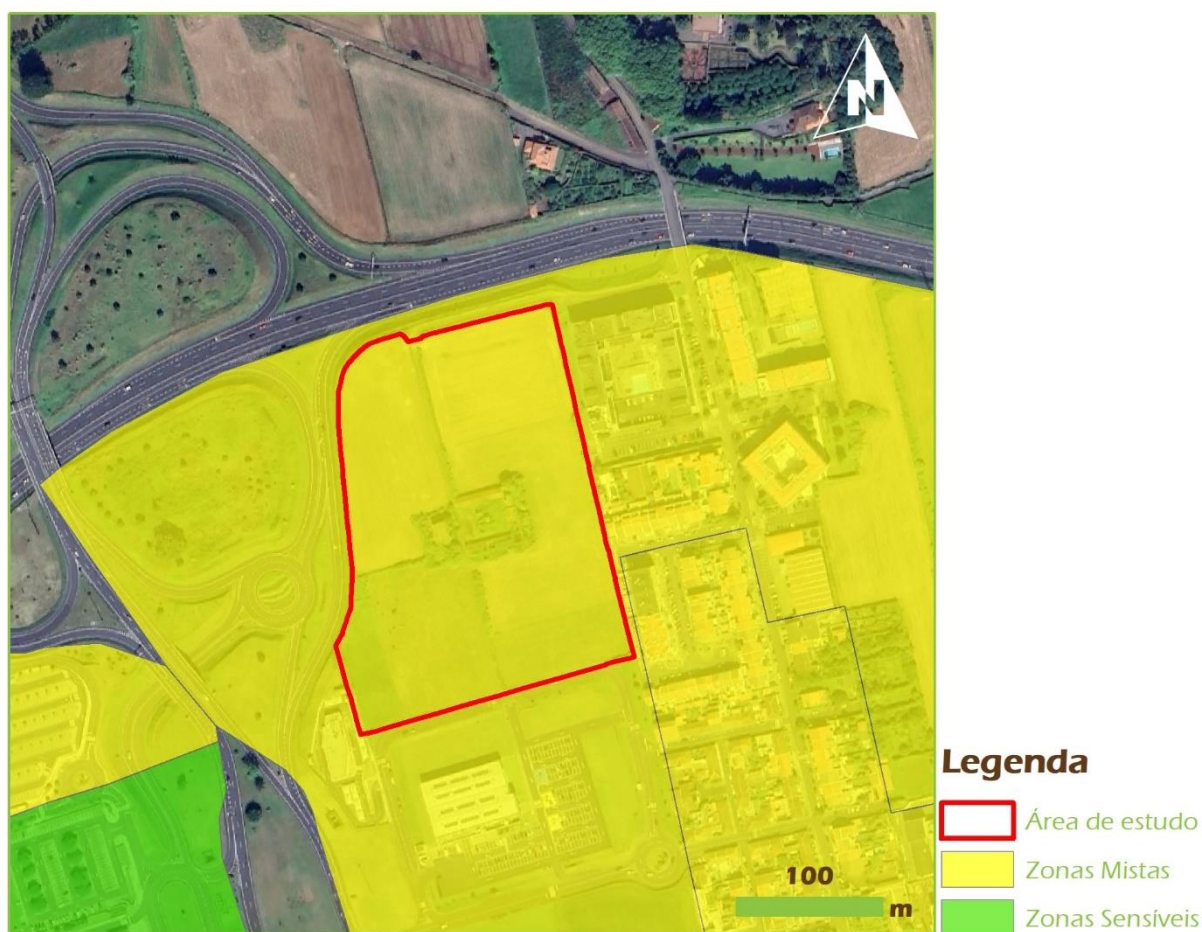 N
Legenda
Área de estudo
Zonas Mistas
Zonas Sensíveis
100
m